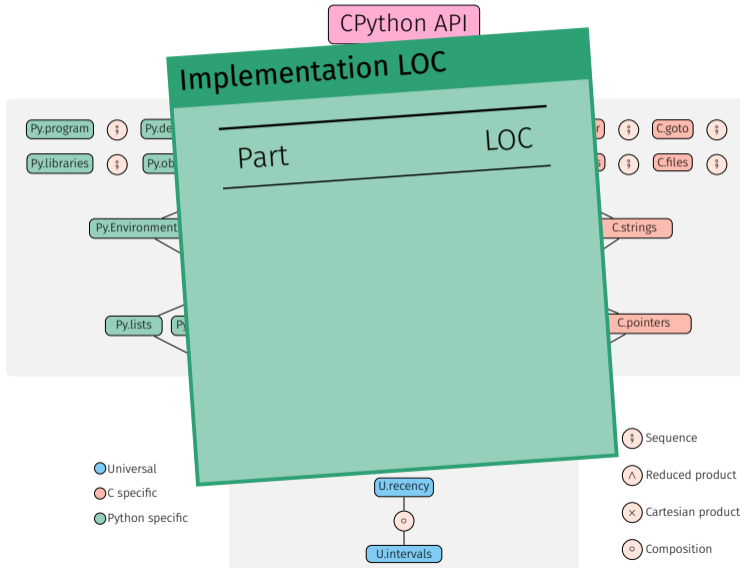 CPython API
Implementation LOC
Part LOC
Py.program ; C.goto ;
Py.libraries ; C.files ;
Py.Environment C.strings
Py.lists C.pointers
; Sequence
Universal ∧ Reduced product
C specific × Cartesian product
Python specific ∘ Composition
U.recency
∘
U.intervals